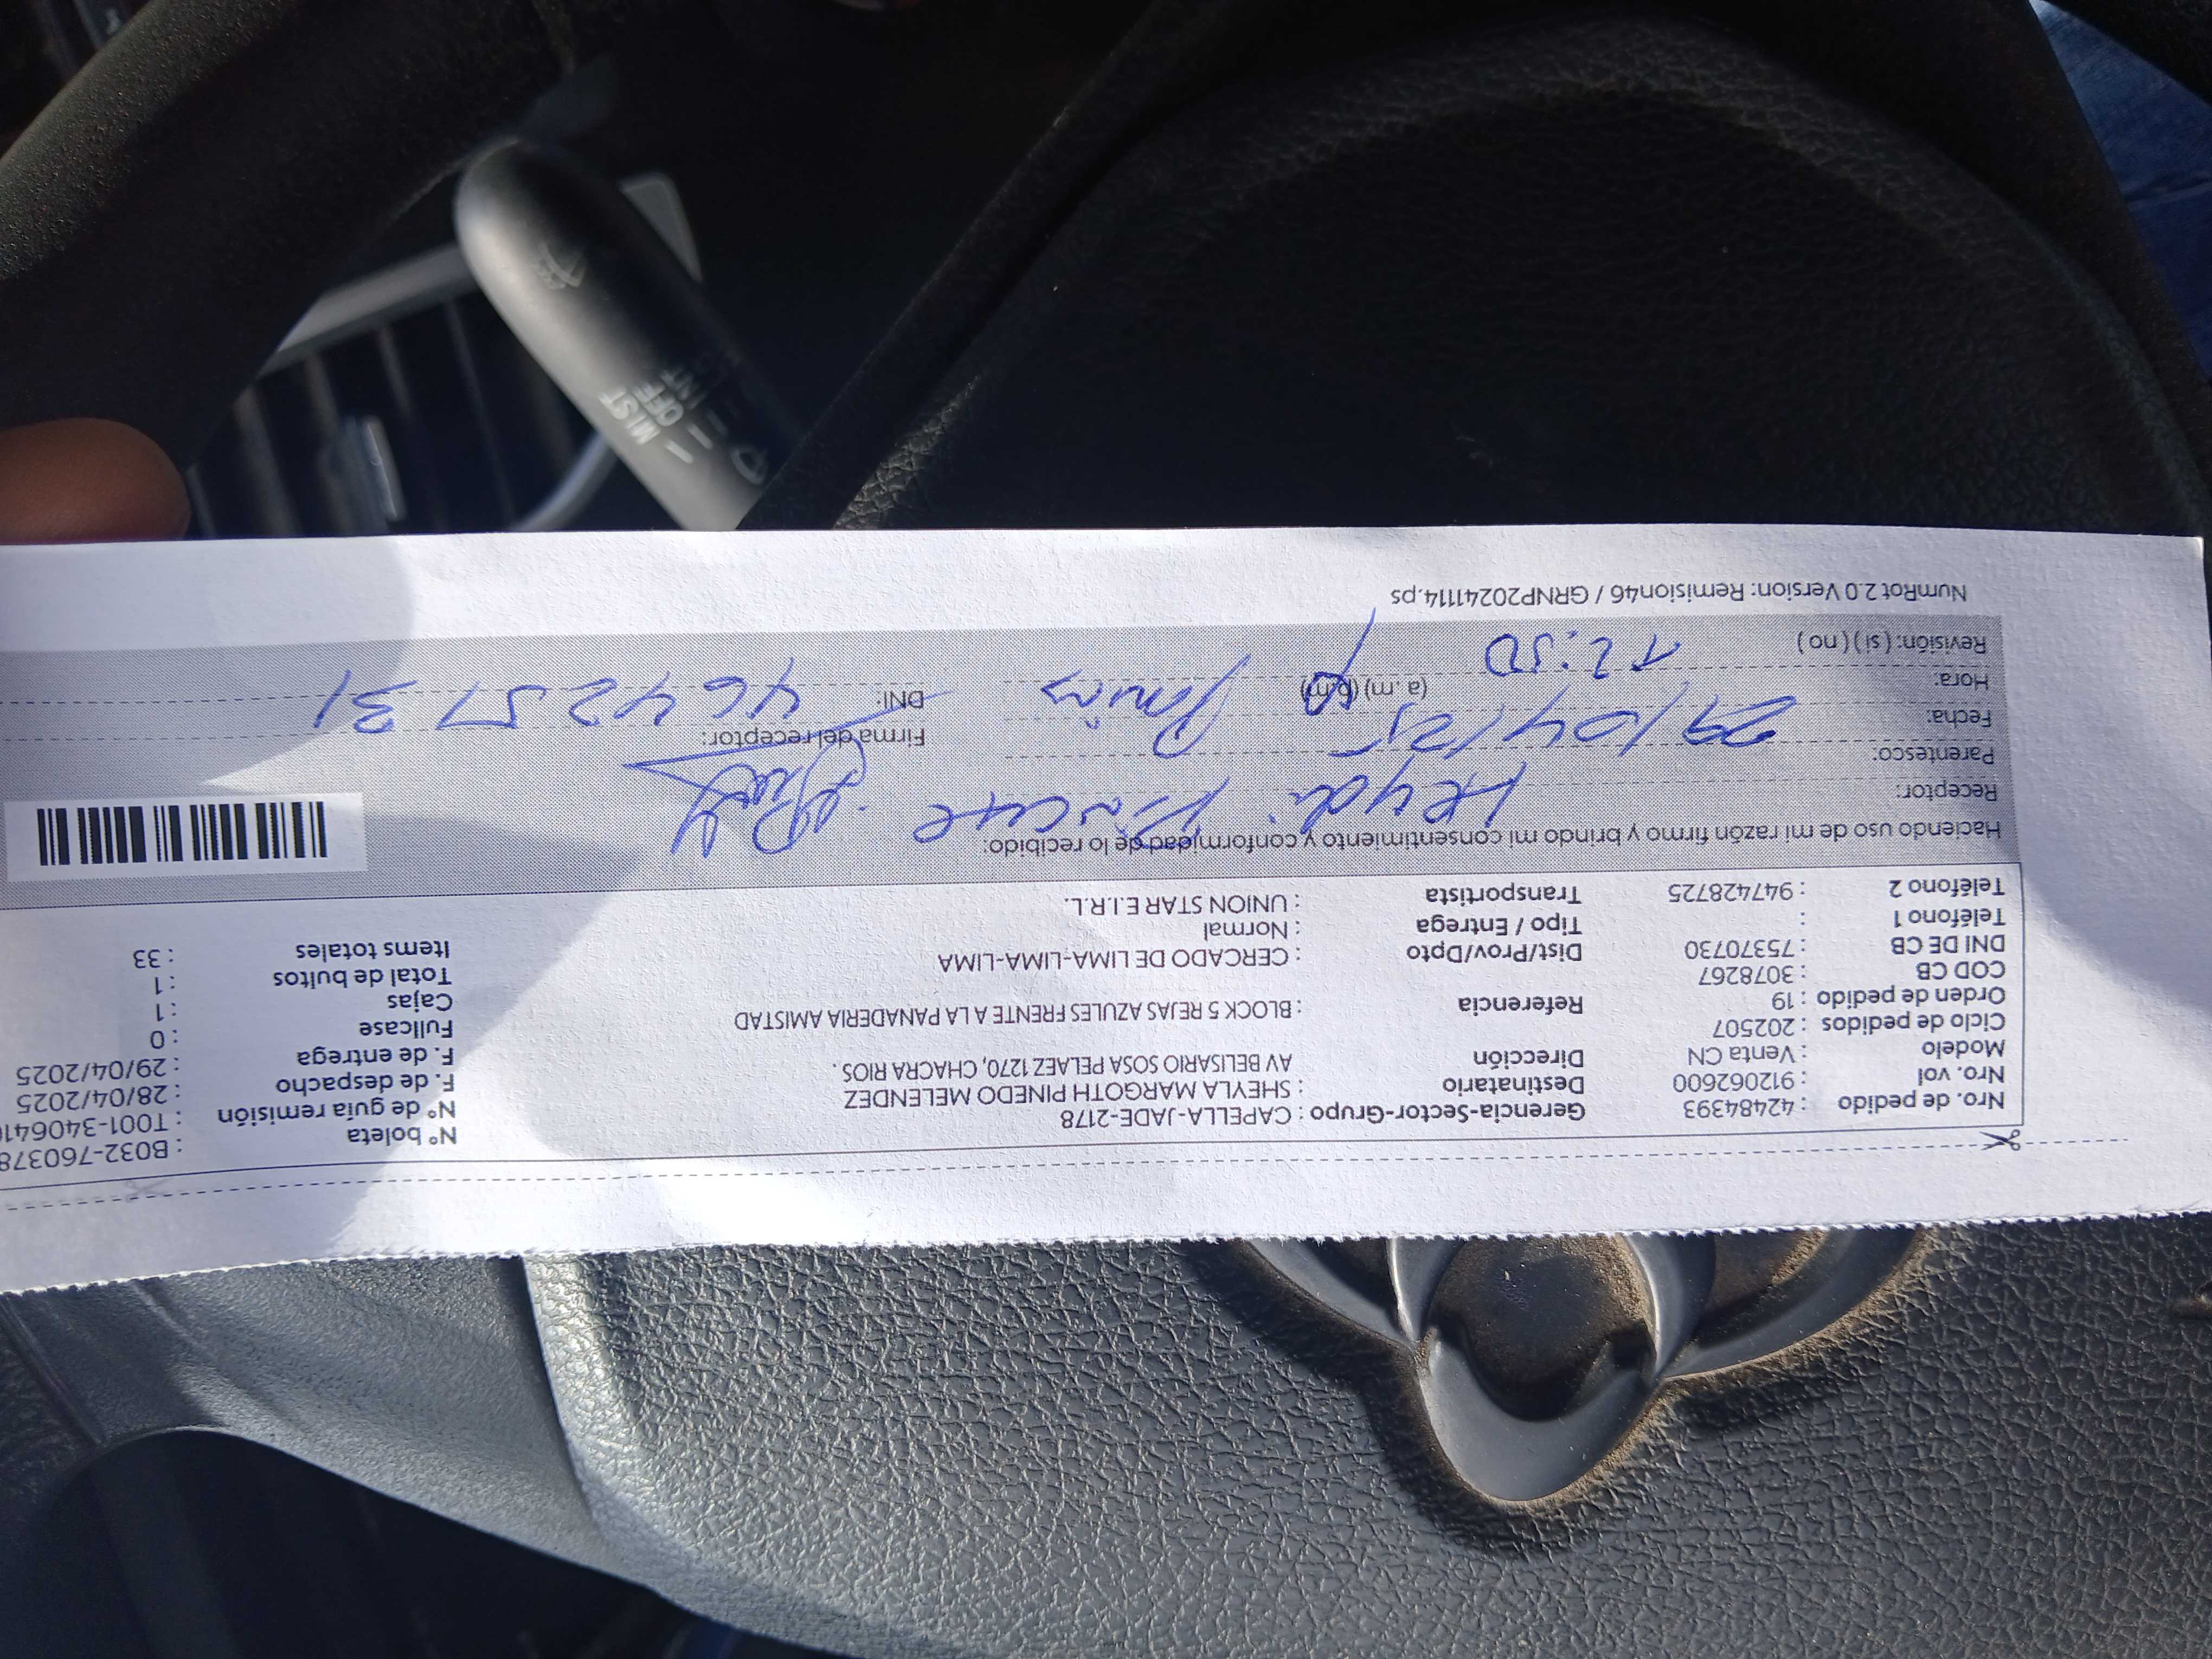 Nro. de pedido : 42484393 Gerencia-Sector-Grupo : CAPELLA-JADE-2178 N° boleta : B032-760378
Nro. vol : 912062600 Destinatario : SHEYLA MARGOTH PINEDO MELENDEZ N° de guía remisión : T001-340641
Modelo : Venta CN Dirección AV BELISARIO SOSA PELAEZ 1270, CHACRA RIOS . F. de despacho : 28/04/2025
Ciclo de pedidos : 202507 F. de entrega : 29/04/2025
Orden de pedido : 19 Referencia : BLOCK 5 REJAS AZULES FRENTE A LA PANADERIA AMISTAD Fullcase : 0
COD CB : 3078267 Cajas : 1
DNI DE CB : 75370730 Dist/Prov/Dpto : CERCADO DE LIMA-LIMA-LIMA Total de bultos : 1
Teléfono 1 : Tipo / Entrega : Normal Items totales : 33
Teléfono 2 : 947428725 Transportista : UNION STAR E.I.R.L.
Haciendo uso de mi razón firmo y brindo mi consentimiento y conformidad de lo recibido:
Receptor: Heydi
Parentesco: Firma del receptor:
Fecha: 29/04/25 DNI: 46425731
Hora: 12:50 (a. m) (p.m)
Revisión: ( si ) ( no )
NumRot 2.0 Version: Remision46 / GRNP20241114.ps
MIST
OFF